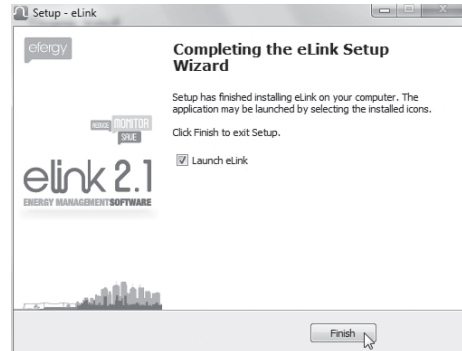 Setup - eLink
efergy
Completing the eLink Setup
Wizard
Setup has finished installing eLink on your computer. The
application may be launched by selecting the installed icons.
Click Finish to exit Setup.
Launch eLink
REDUCE MONITOR
SAVE
elink 2.1
ENERGY MANAGEMENTSOFTWARE
Finish